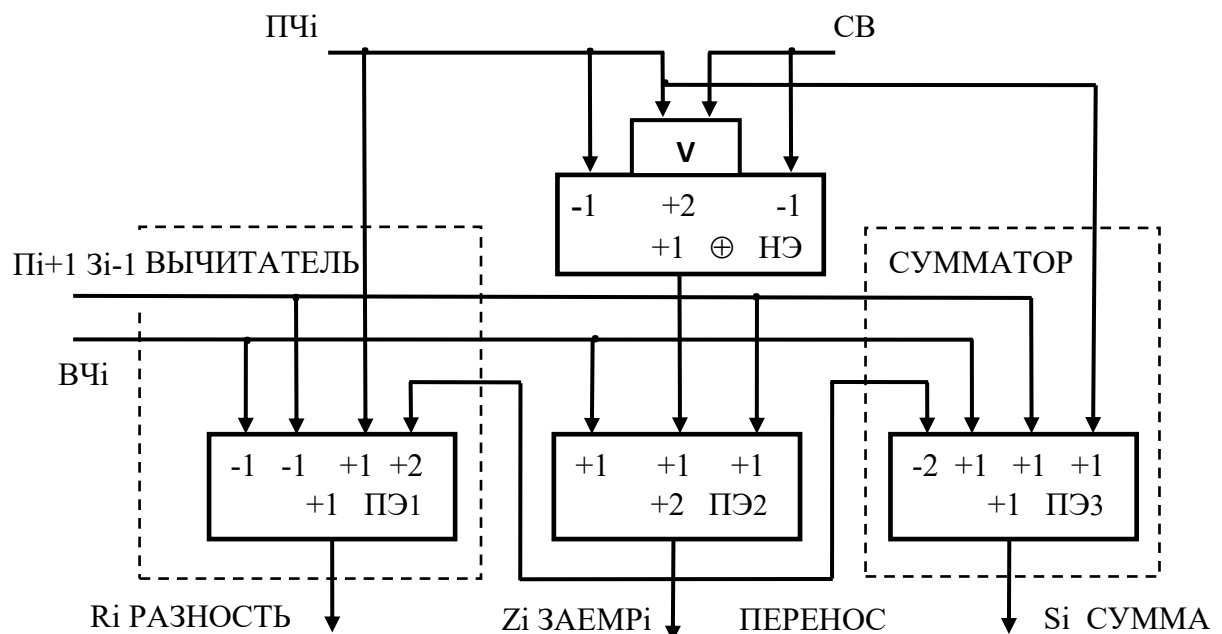 ПЧi СВ
V
-1 +2 -1
+1 ⊕ НЭ
Пi+1 Зi-1 ВЫЧИТАТЕЛЬ СУММАТОР
ВЧi
-1 -1 +1 +2 +1 +1 +1 -2 +1 +1 +1
+1 ПЭ1 +2 ПЭ2 +1 ПЭ3
Ri РАЗНОСТЬ Zi ЗАЕМPi ПЕРЕНОС Si СУММА